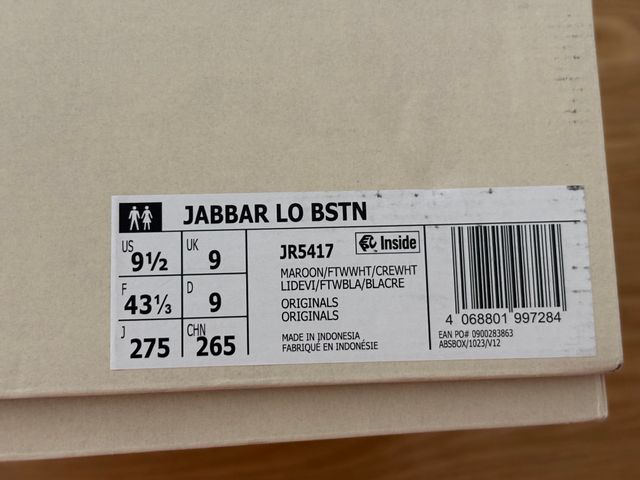 JABBAR LO BSTN
US 9½
UK 9
F 43⅓
D 9
J 275
CHN 265
JR5417
Inside
MAROON/FTWWHT/CREWHT
LIDEVI/FTWBLA/BLACRE
ORIGINALS
ORIGINALS
MADE IN INDONESIA
FABRIQUÉ EN INDONÉSIE
4 068801 997284
EAN PO# 0900283863
ABSBOX/1023/V12